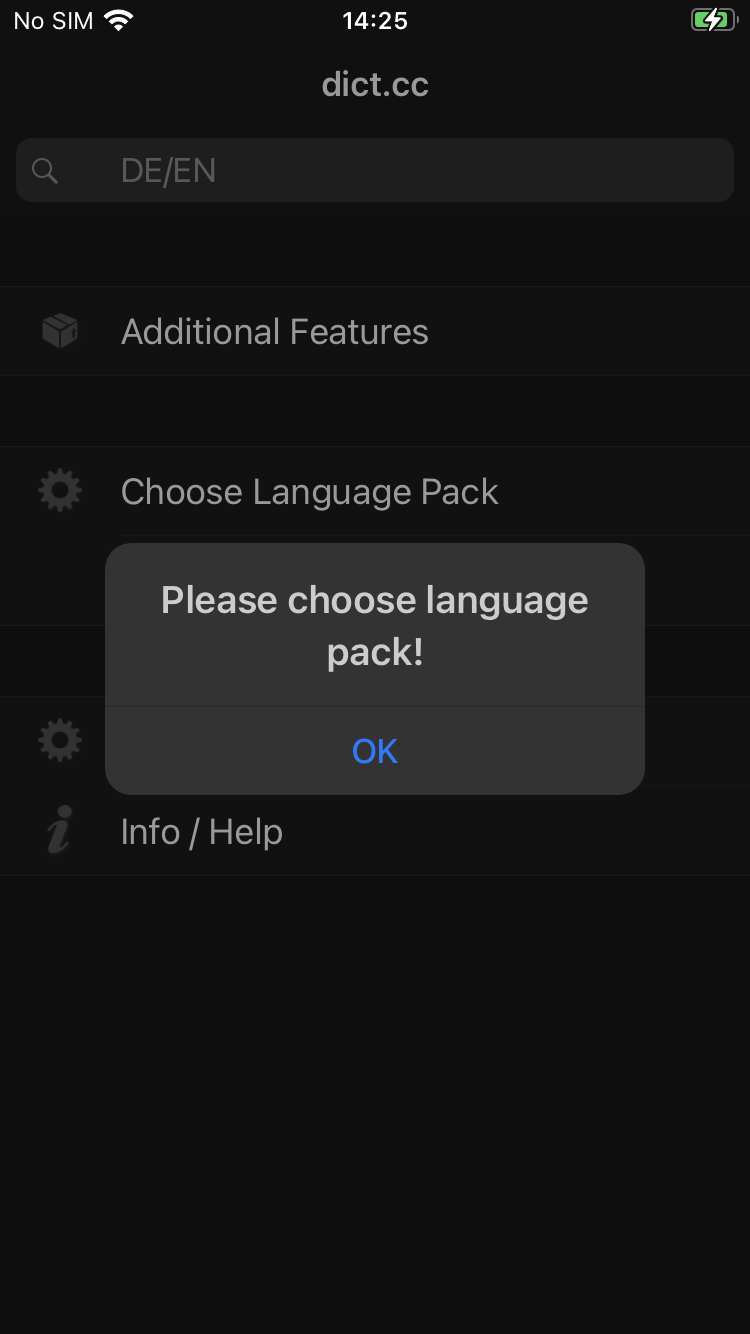 No SIM 14:25
dict.cc
DE/EN
Additional Features
Choose Language Pack
Please choose language
pack!
OK
Info / Help